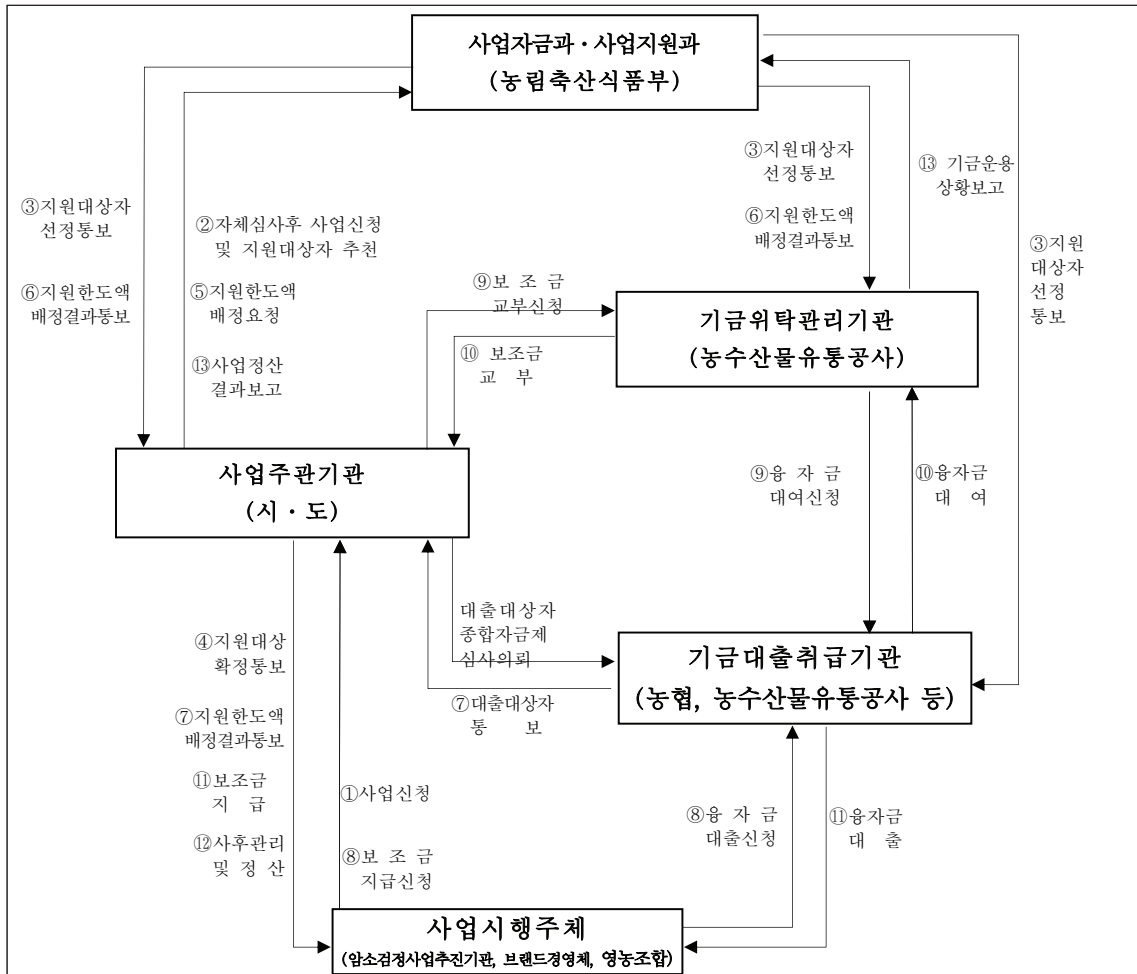 사업자금과·사업지원과
(농림축산식품부)
③지원대상자
선정통보
⑥지원한도액
배정결과통보
②자체심사후 사업신청
및 지원대상자 추천
⑤지원한도액
배정요청
⑬사업정산
결과보고
③지원대상자
선정통보
⑥지원한도액
배정결과통보
⑬ 기금운용
상황보고
③지원
대상자
선정
통보
⑨보 조 금
교부신청
⑩ 보조금
교 부
기금위탁관리기관
(농수산물유통공사)
사업주관기관
(시·도)
⑨융 자 금
대여신청
⑩융자금
대 여
④지원대상
확정통보
⑦지원한도액
배정결과통보
⑪보조금
지 급
⑫사후관리
및 정 산
①사업신청
⑧보 조 금
지급신청
대출대상자
종합자금제
심사의뢰
⑦대출대상자
통 보
기금대출취급기관
(농협, 농수산물유통공사 등)
⑧융 자 금
대출신청
⑪융자금
대 출
사업시행주체
(암소검정사업추진기관, 브랜드경영체, 영농조합)